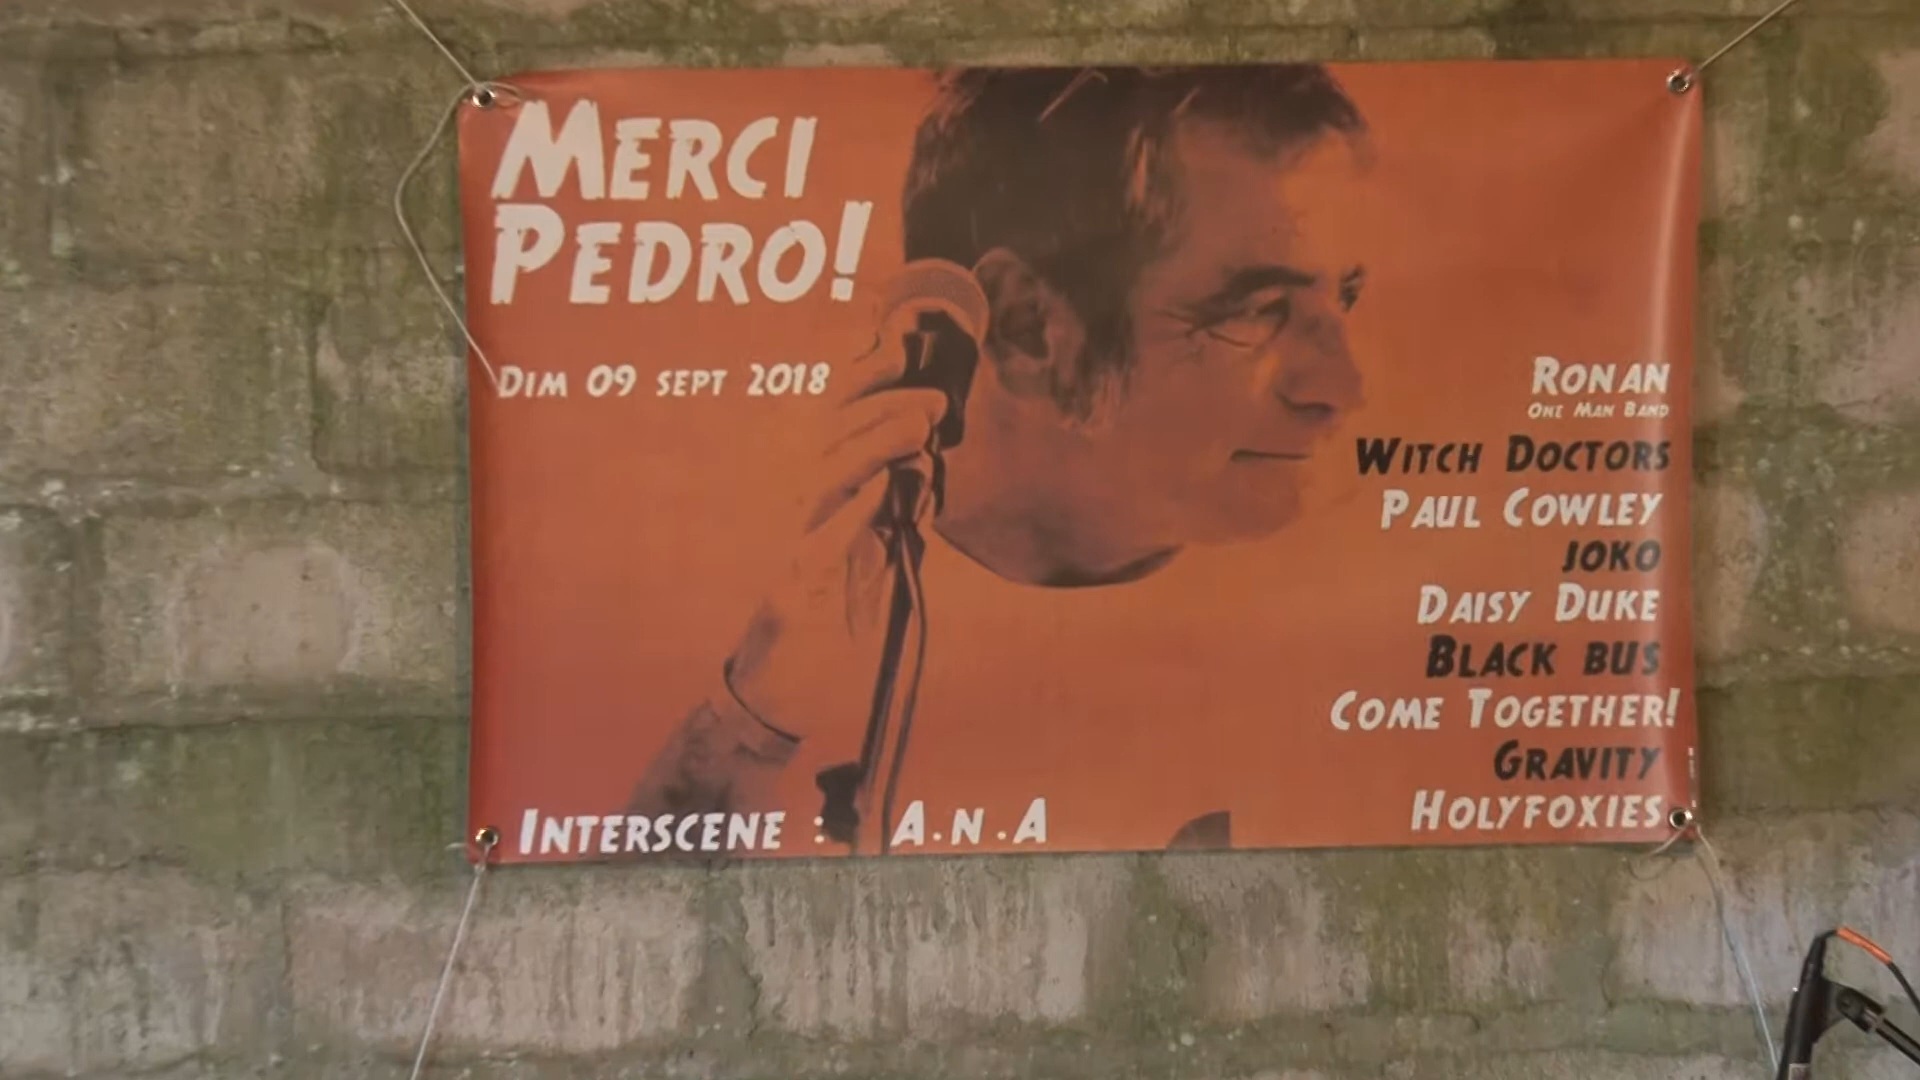 MERCI
PEDRO!
DIM 09 SEPT 2018
RONAN
ONE MAN BAND
WITCH DOCTORS
PAUL COWLEY
JOKO
DAISY DUKE
BLACK BUS
COME TOGETHER!
GRAVITY
HOLYFOXIES
INTERSCENE : A.N.A